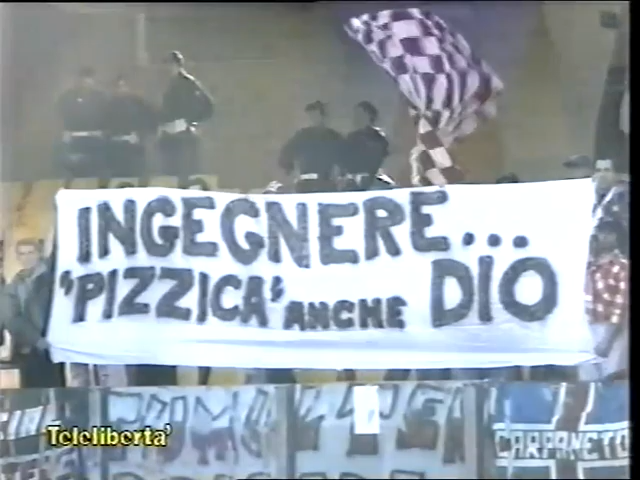 INGEGNERE...
"PIZZICA" ANCHE DIO
CARPANETO
Telelibertà'